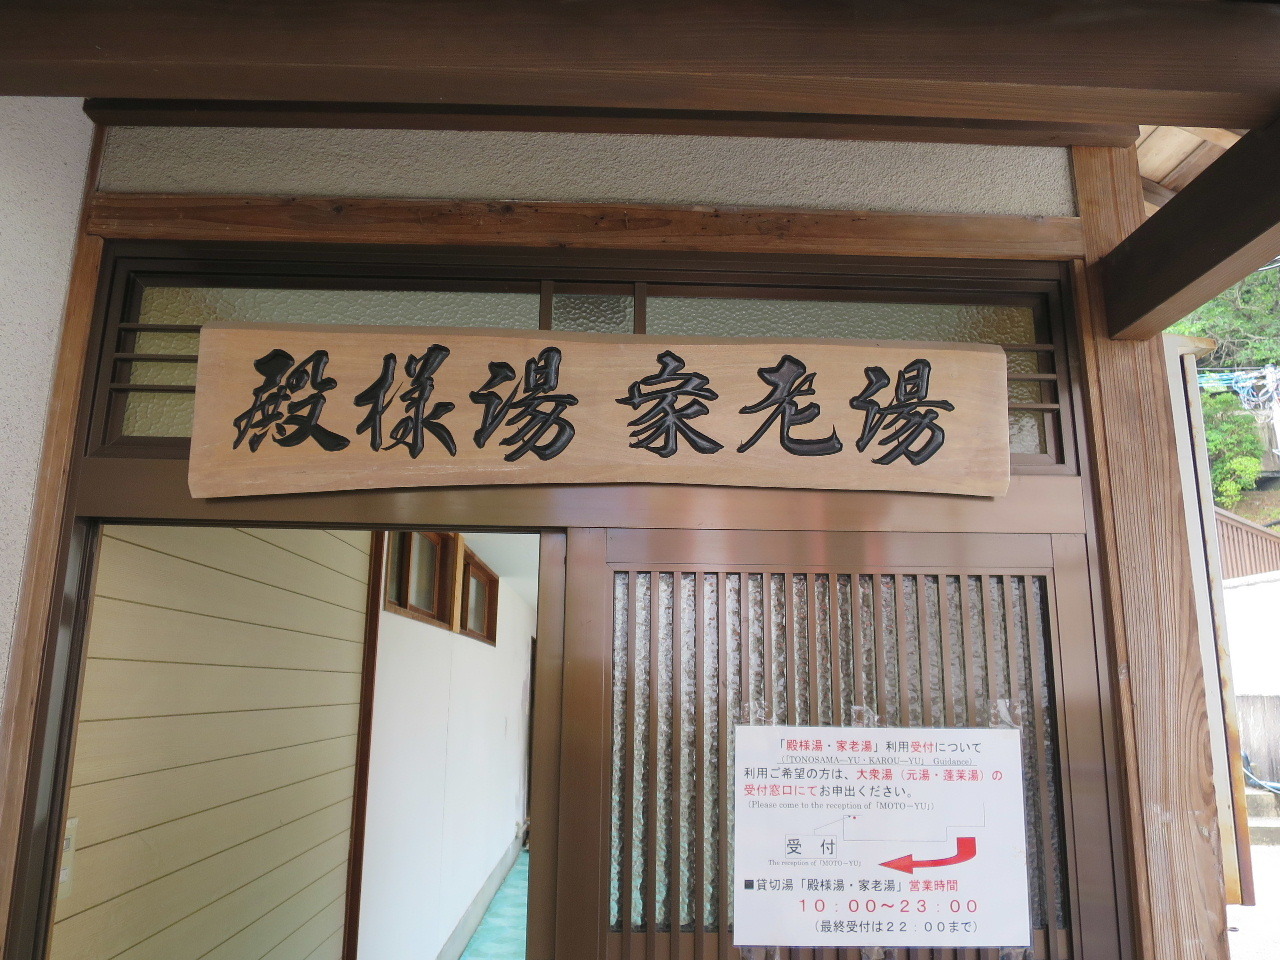 殿様湯 家老湯
「殿様湯・家老湯」利用受付について
(「TONOSAMA―YU・KAROU―YU」 Guidance)
利用ご希望の方は、大衆湯（元湯・蓬莱湯）の
受付窓口にてお申出ください。
(Please come to the reception of「MOTO－YU」)
受 付
The reception of「MOTO－YU」
■貸切湯「殿様湯・家老湯」営業時間
１０：００～２３：００
（最終受付は２２：００まで）